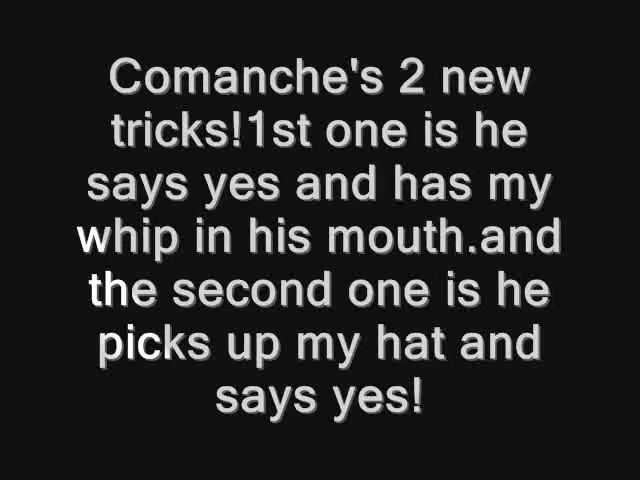 Comanche's 2 new
tricks!1st one is he
says yes and has my
whip in his mouth.and
the second one is he
picks up my hat and
says yes!